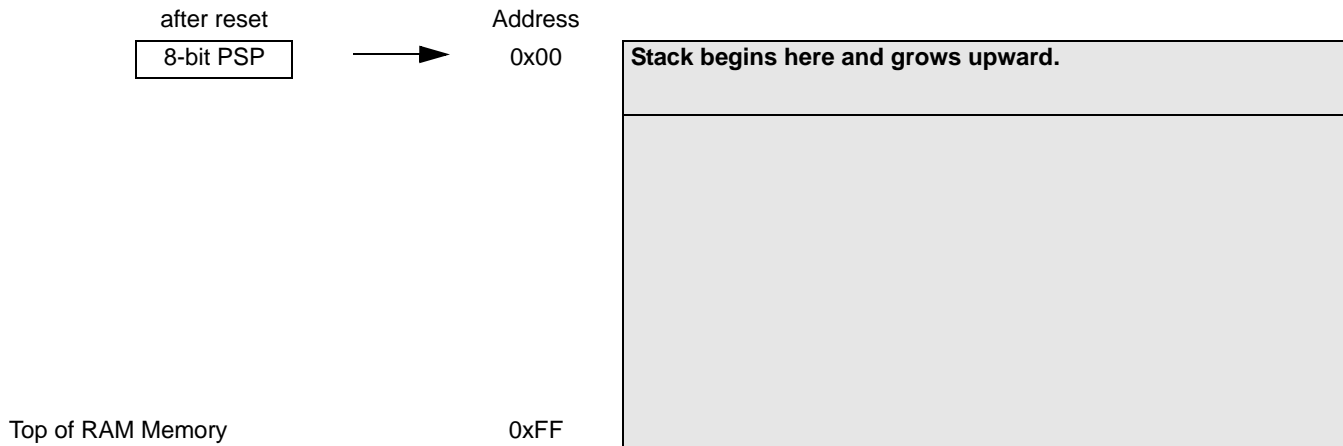 after reset
Address
8-bit PSP
0x00
Stack begins here and grows upward.
Top of RAM Memory
0xFF